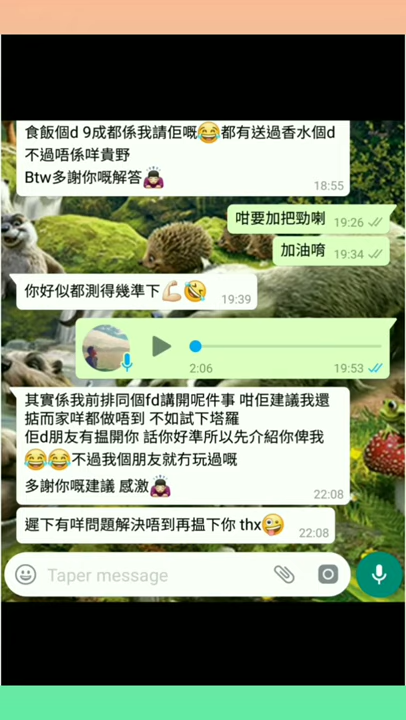 食飯個d 9成都係我請佢嘅😂都有送過香水個d
不過唔係咩貴野
Btw多謝你嘅解答🙇🏻‍♀️
18:55
咁要加把勁喇
19:26
加油唷
19:34
你好似都測得幾準下💪🏻🤣
19:39
2:06
19:53
其實係我前排同個fd講開呢件事 咁佢建議我還
掂而家咩都做唔到 不如試下塔羅
佢d朋友有揾開你 話你好準所以先介紹你俾我
😂😂不過我個朋友就冇玩過嘅
多謝你嘅建議 感激🙇🏻‍♀️
22:08
遲下有咩問題解決唔到再揾下你 thx🤪
22:08
Taper message